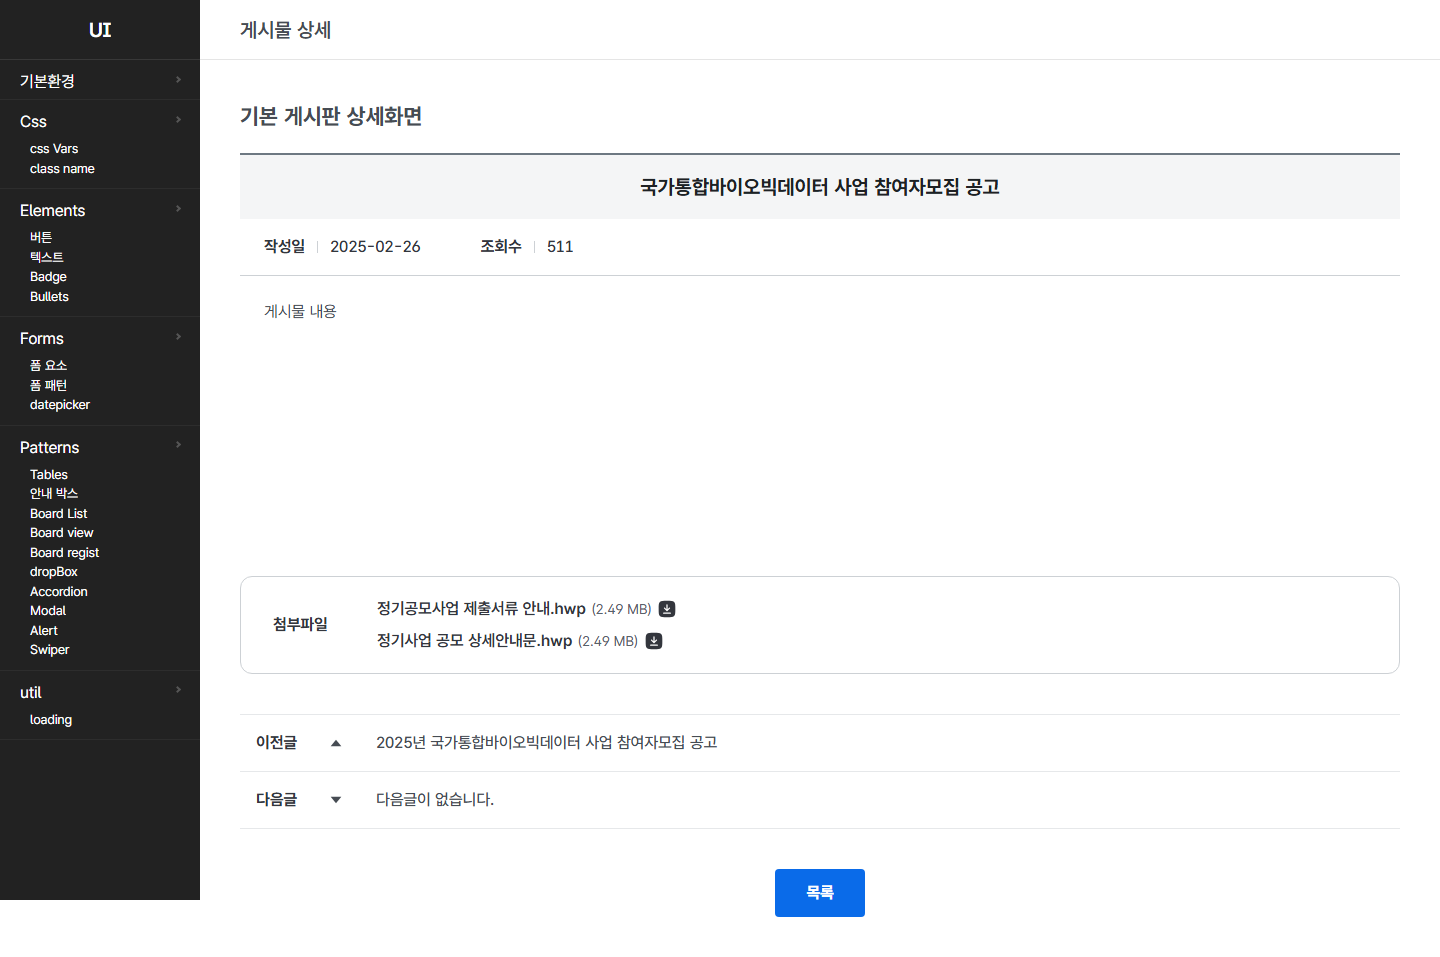 UI
기본환경
Css
css Vars
class name
Elements
버튼
텍스트
Badge
Bullets
Forms
폼 요소
폼 패턴
datepicker
Patterns
Tables
안내 박스
Board List
Board view
Board regist
dropBox
Accordion
Modal
Alert
Swiper
util
loading
게시물 상세
기본 게시판 상세화면
국가통합바이오빅데이터 사업 참여자모집 공고
작성일 2025-02-26 조회수 511
게시물 내용
첨부파일
정기공모사업 제출서류 안내.hwp (2.49 MB)
정기사업 공모 상세안내문.hwp (2.49 MB)
이전글 2025년 국가통합바이오빅데이터 사업 참여자모집 공고
다음글 다음글이 없습니다.
목록